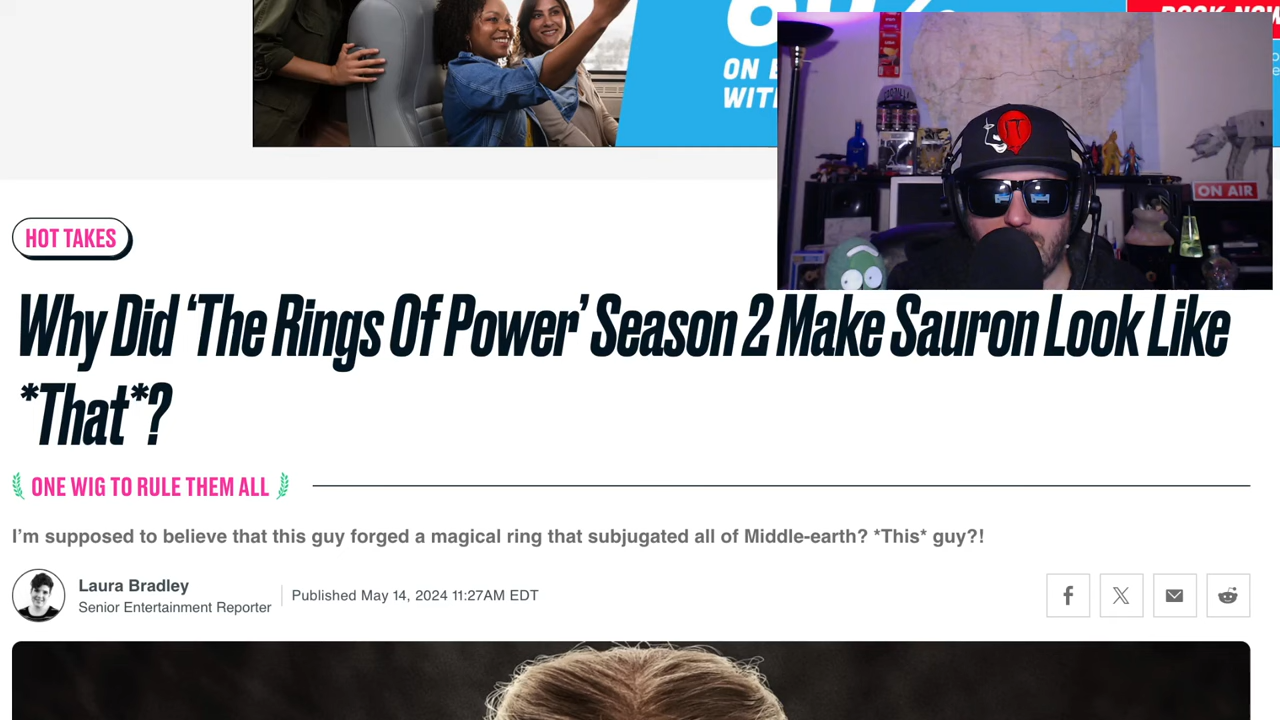 ON
WIT
ON AIR
HOT TAKES
Why Did ‘The Rings Of Power’ Season 2 Make Sauron Look Like
*That*?
ONE WIG TO RULE THEM ALL
I’m supposed to believe that this guy forged a magical ring that subjugated all of Middle-earth? *This* guy?!
Laura Bradley
Senior Entertainment Reporter
Published May 14, 2024 11:27AM EDT